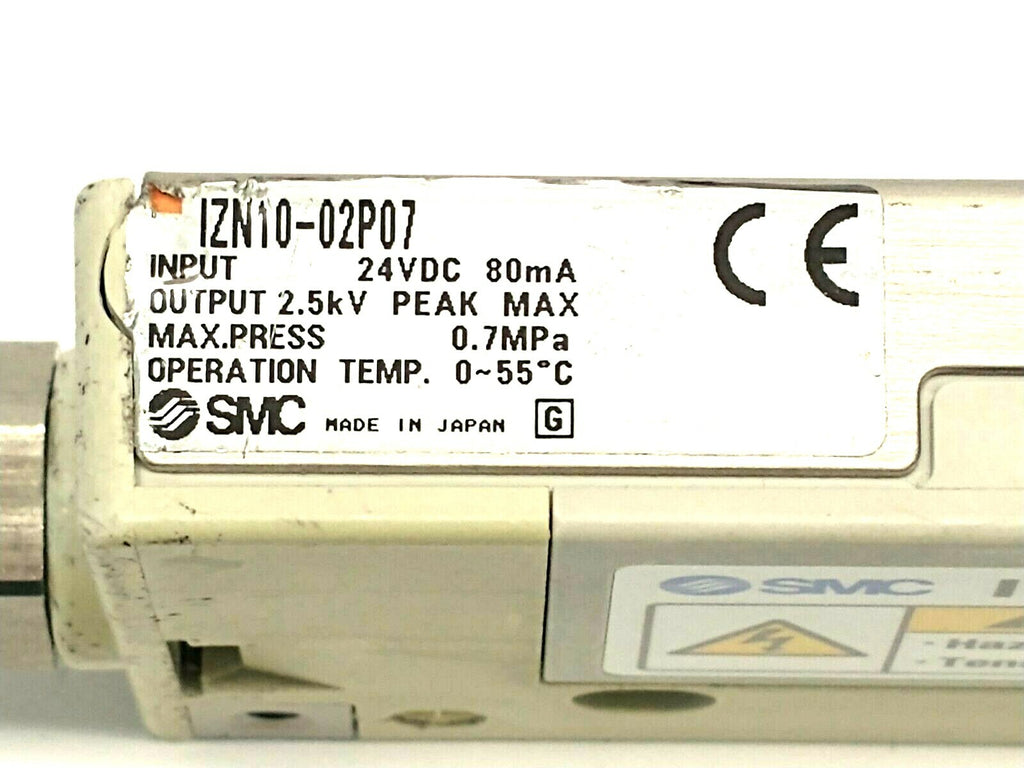 IZN10-02P07
INPUT 24VDC 80mA
OUTPUT 2.5kV PEAK MAX
MAX.PRESS 0.7MPa
OPERATION TEMP. 0~55°C
SMC MADE IN JAPAN G
CE
SMC